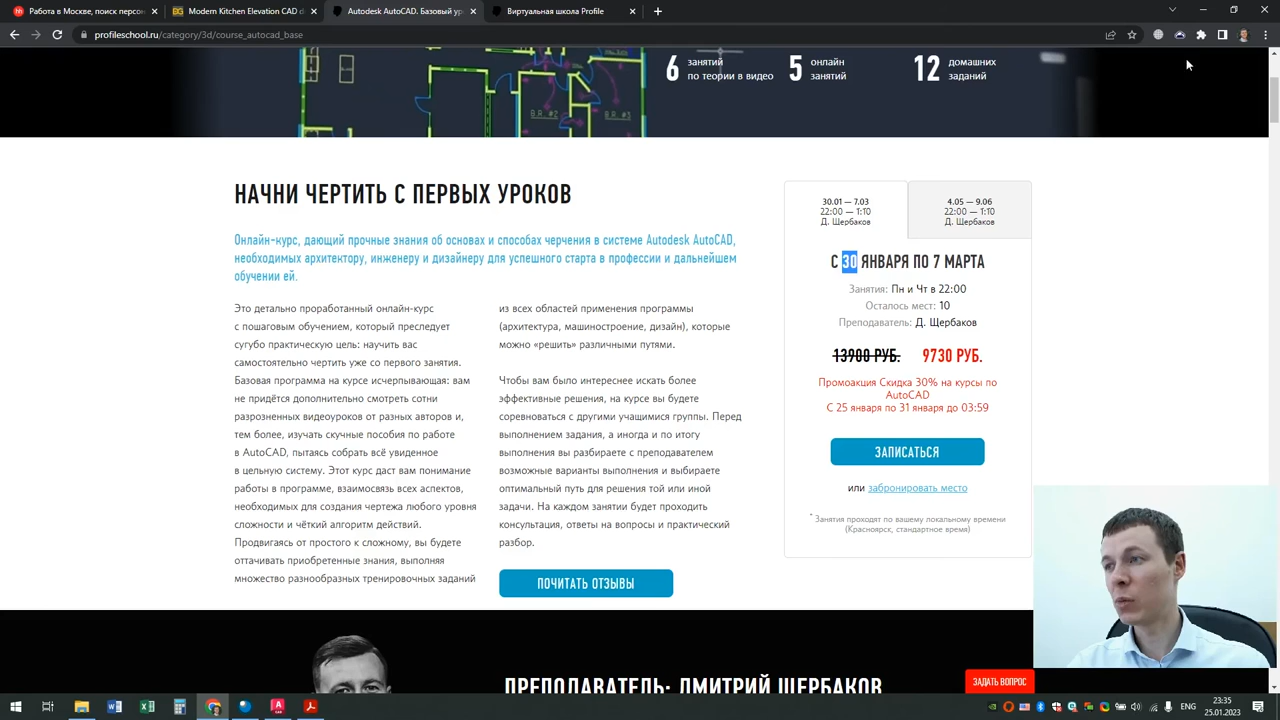 Работа в Москве, поиск персон
Modern Kitchen Elevation CAD d
Autodesk AutoCAD. Базовый ур
Виртуальная школа Profile
profileschool.ru/category/3d/course_autocad_base
6 занятий
по теории в видео
5 онлайн
занятий
12 домашних
заданий
B.R. #2
B.R. #3
НАЧНИ ЧЕРТИТЬ С ПЕРВЫХ УРОКОВ
Онлайн-курс, дающий прочные знания об основах и способах черчения в системе Autodesk AutoCAD,
необходимых архитектору, инженеру и дизайнеру для успешного старта в профессии и дальнейшем
обучении ей.
Это детально проработанный онлайн-курс
с пошаговым обучением, который преследует
сугубо практическую цель: научить вас
самостоятельно чертить уже со первого занятия.
Базовая программа на курсе исчерпывающая: вам
не придётся дополнительно смотреть сотни
разрозненных видеоуроков от разных авторов и,
тем более, изучать скучные пособия по работе
в AutoCAD, пытаясь собрать всё увиденное
в цельную систему. Этот курс даст вам понимание
работы в программе, взаимосвязь всех аспектов,
необходимых для создания чертежа любого уровня
сложности и чёткий алгоритм действий.
Продвигаясь от простого к сложному, вы будете
оттачивать приобретенные знания, выполняя
множество разнообразных тренировочных заданий
из всех областей применения программы
(архитектура, машиностроение, дизайн), которые
можно «решить» различными путями.
Чтобы вам было интереснее искать более
эффективные решения, на курсе вы будете
соревноваться с другими учащимися группы. Перед
выполнением задания, а иногда и по итогу
выполнения вы разбираете с преподавателем
возможные варианты выполнения и выбираете
оптимальный путь для решения той или иной
задачи. На каждом занятии будет проходить
консультация, ответы на вопросы и практический
разбор.
ПОЧИТАТЬ ОТЗЫВЫ
30.01 — 7.03
22:00 — 1:10
Д. Щербаков
4.05 — 9.06
22:00 — 1:10
Д. Щербаков
С 30 ЯНВАРЯ ПО 7 МАРТА
Занятия: Пн и Чт в 22:00
Осталось мест: 10
Преподаватель: Д. Щербаков
13900 РУБ. 9730 РУБ.
Промоакция Скидка 30% на курсы по
AutoCAD
С 25 января по 31 января до 03:59
ЗАПИСАТЬСЯ
или забронировать место
* Занятия проходят по вашему локальному времени
(Красноярск, стандартное время)
ПРЕПОДАВАТЕЛЬ: ДМИТРИЙ ЩЕРБАКОВ
ЗАДАТЬ ВОПРОС
ENG
23:35
25.01.2023